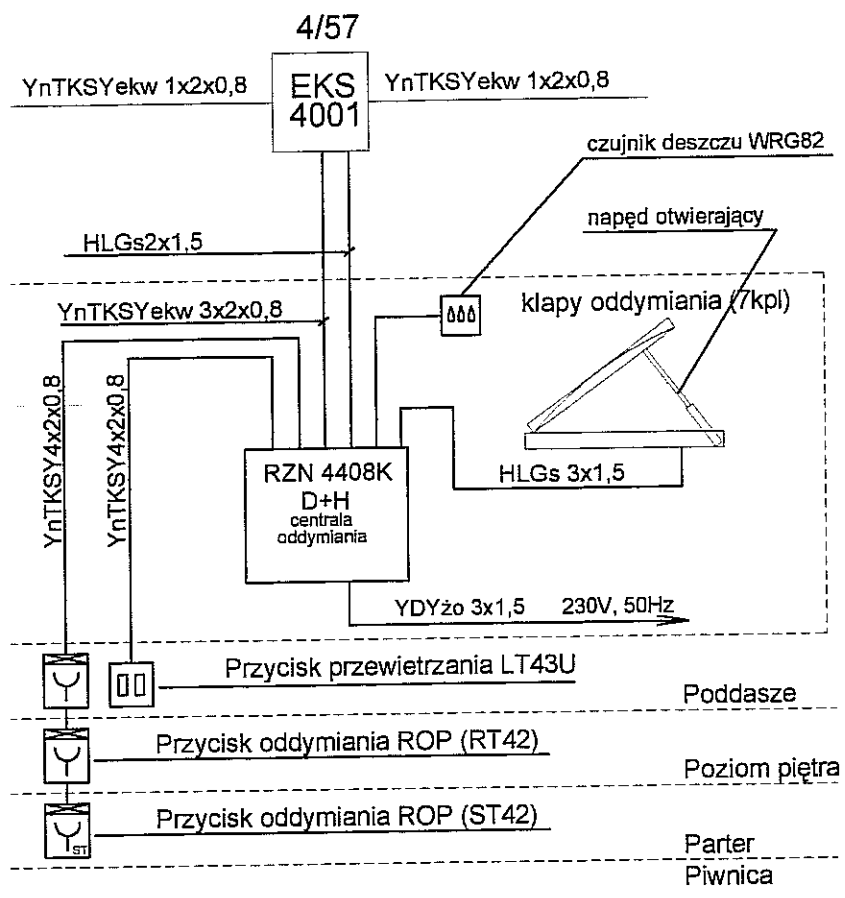 4/57
YnTKSYekw 1x2x0,8
EKS
4001
YnTKSYekw 1x2x0,8
czujnik deszczu WRG82
napęd otwierający
HLGs2x1,5
YnTKSYekw 3x2x0,8
klapy oddymiania (7kpl)
YnTKSY4x2x0,8
YnTKSY4x2x0,8
RZN 4408K
D+H
centrala
oddymiania
HLGs 3x1,5
YDYżo 3x1,5 230V, 50Hz
Przycisk przewietrzania LT43U
Poddasze
Przycisk oddymiania ROP (RT42)
Poziom piętra
Przycisk oddymiania ROP (ST42)
ST
Parter
Piwnica